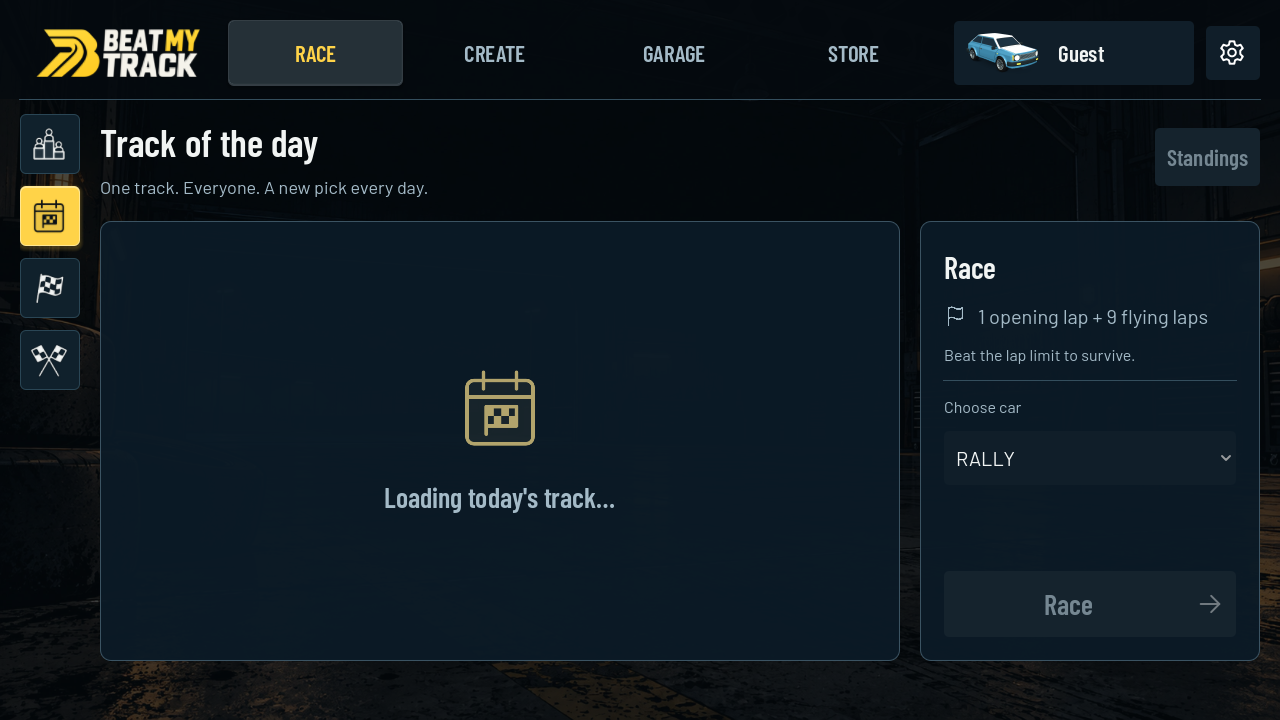 BEAT MY TRACK
RACE
CREATE
GARAGE
STORE
Guest
Track of the day
One track. Everyone. A new pick every day.
Standings
Loading today's track...
Race
1 opening lap + 9 flying laps
Beat the lap limit to survive.
Choose car
RALLY
Race